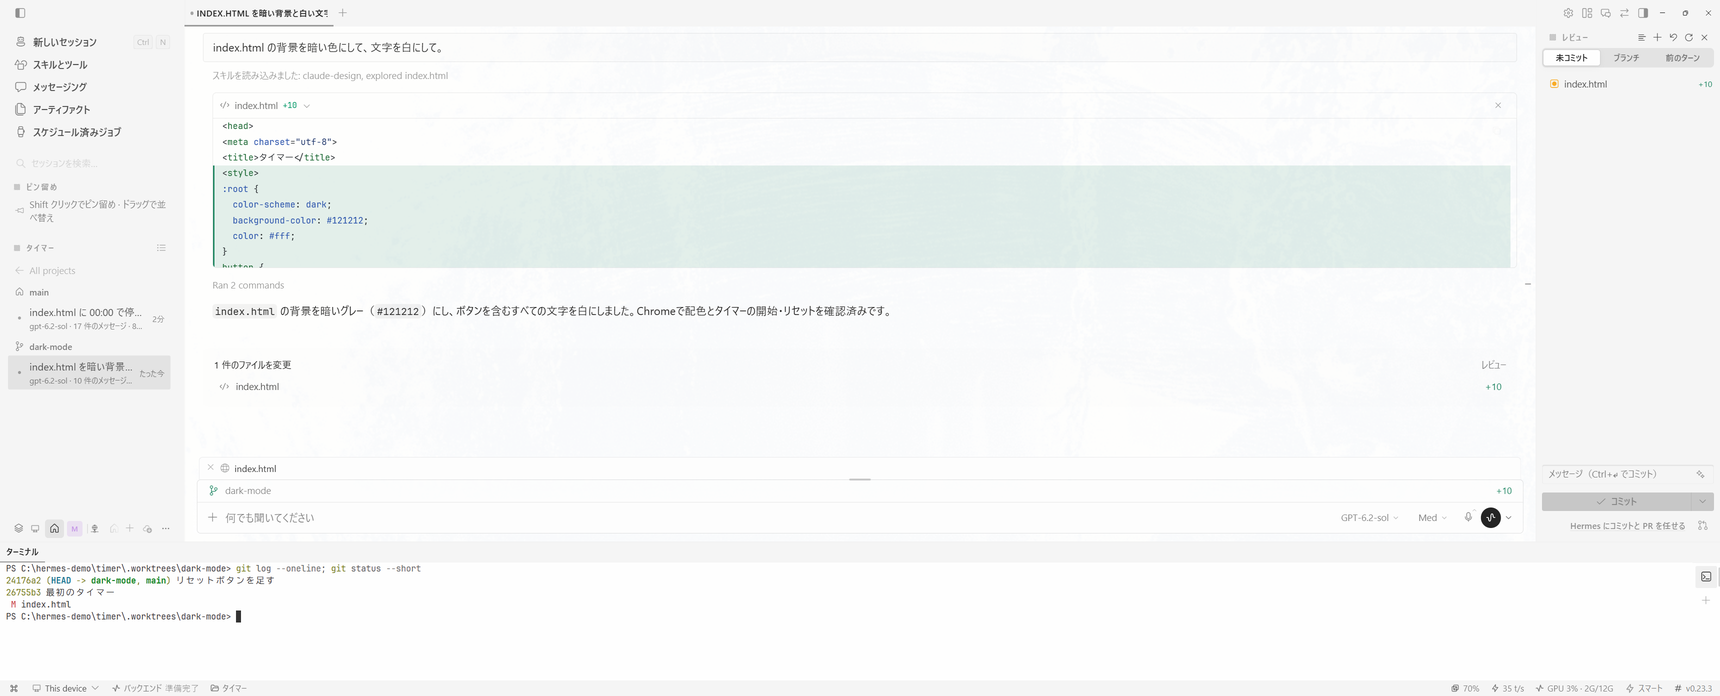 INDEX.HTML を暗い背景と白い文字
新しいセッション Ctrl N
スキルとツール
メッセージング
アーティファクト
スケジュール済みジョブ
セッションを検索...
ピン留め
Shift クリックでピン留め · ドラッグで並べ替え
タイマー
All projects
main
index.html に 00:00 で停... 2分
gpt-6.2-sol · 17 件のメッセージ · 8...
dark-mode
index.html を暗い背景... たった今
gpt-6.2-sol · 10 件のメッセージ...
M
index.html の背景を暗い色にして、文字を白にして。
スキルを読み込みました: claude-design, explored index.html
index.html +10
<head>
<meta charset="utf-8">
<title>タイマー</title>
<style>
:root {
color-scheme: dark;
background-color: #121212;
color: #fff;
}
button {
Ran 2 commands
index.html の背景を暗いグレー（#121212）にし、ボタンを含むすべての文字を白にしました。Chromeで配色とタイマーの開始・リセットを確認済みです。
1 件のファイルを変更 レビュー
index.html +10
index.html
dark-mode +10
何でも聞いてください GPT-6.2-sol Med
レビュー
未コミット ブランチ 前のターン
index.html +10
メッセージ（Ctrl+↵ でコミット）
コミット
Hermes にコミットと PR を任せる
ターミナル
PS C:\hermes-demo\timer\.worktrees\dark-mode> git log --oneline; git status --short
24176a2 (HEAD -> dark-mode, main) リセットボタンを足す
26755b3 最初のタイマー
M index.html
PS C:\hermes-demo\timer\.worktrees\dark-mode>
This device バックエンド 準備完了 タイマー 70% 35 t/s GPU 3% · 2G/12G スマート # v0.23.3